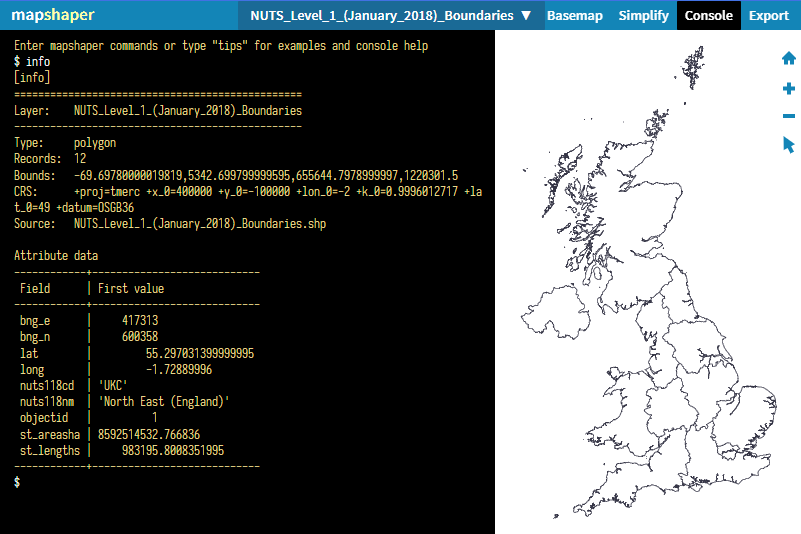 mapshaper NUTS_Level_1_(January_2018)_Boundaries ▼ Basemap Simplify Console Export
Enter mapshaper commands or type "tips" for examples and console help
$ info
[info]
==============================================
Layer:    NUTS_Level_1_(January_2018)_Boundaries
----------------------------------------------
Type:     polygon
Records:  12
Bounds:   -69.69780000019819,5342.699799999595,655644.7978999997,1220301.5
CRS:      +proj=tmerc +x_0=400000 +y_0=-100000 +lon_0=-2 +k_0=0.9996012717 +la
t_0=49 +datum=OSGB36
Source:   NUTS_Level_1_(January_2018)_Boundaries.shp
Attribute data
------------+---------------------------
 Field      | First value
------------+---------------------------
 bng_e      |     417313
 bng_n      |     600358
 lat        |         55.297031399999995
 long       |         -1.72889996
 nuts118cd  | 'UKC'
 nuts118nm  | 'North East (England)'
 objectid   |          1
 st_areasha | 8592514532.766836
 st_lengths |     983195.8008351995
------------+---------------------------
$